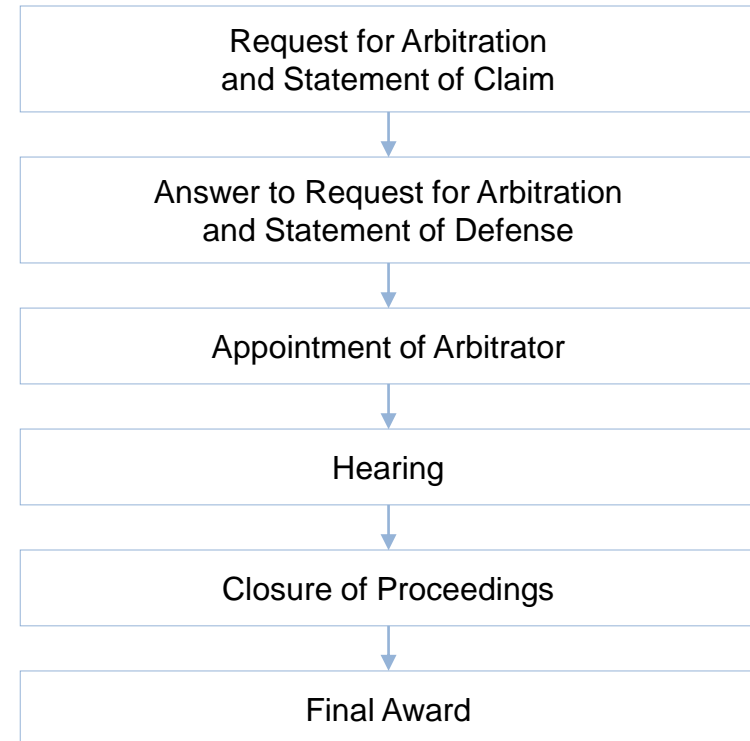 Request for Arbitration
and Statement of Claim
Answer to Request for Arbitration
and Statement of Defense
Appointment of Arbitrator
Hearing
Closure of Proceedings
Final Award